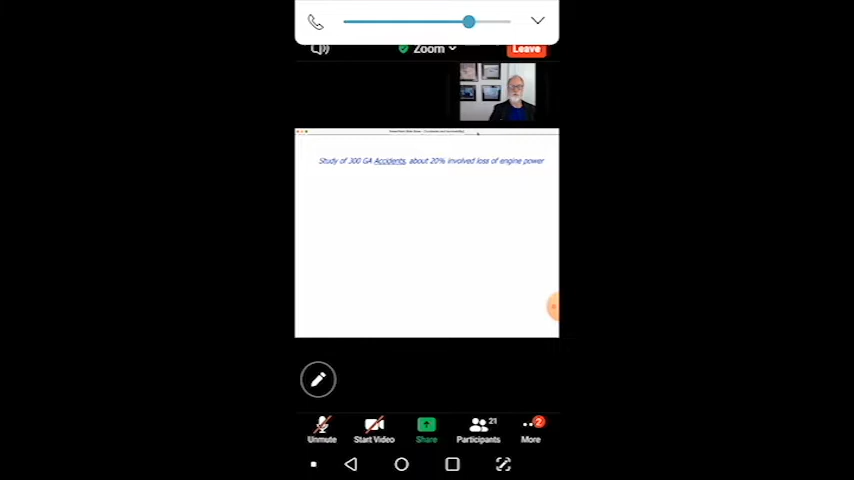 Zoom
Leave
Study of 300 GA Accidents, about 20% involved loss of engine power
Unmute
Start Video
Share
21
Participants
2
More